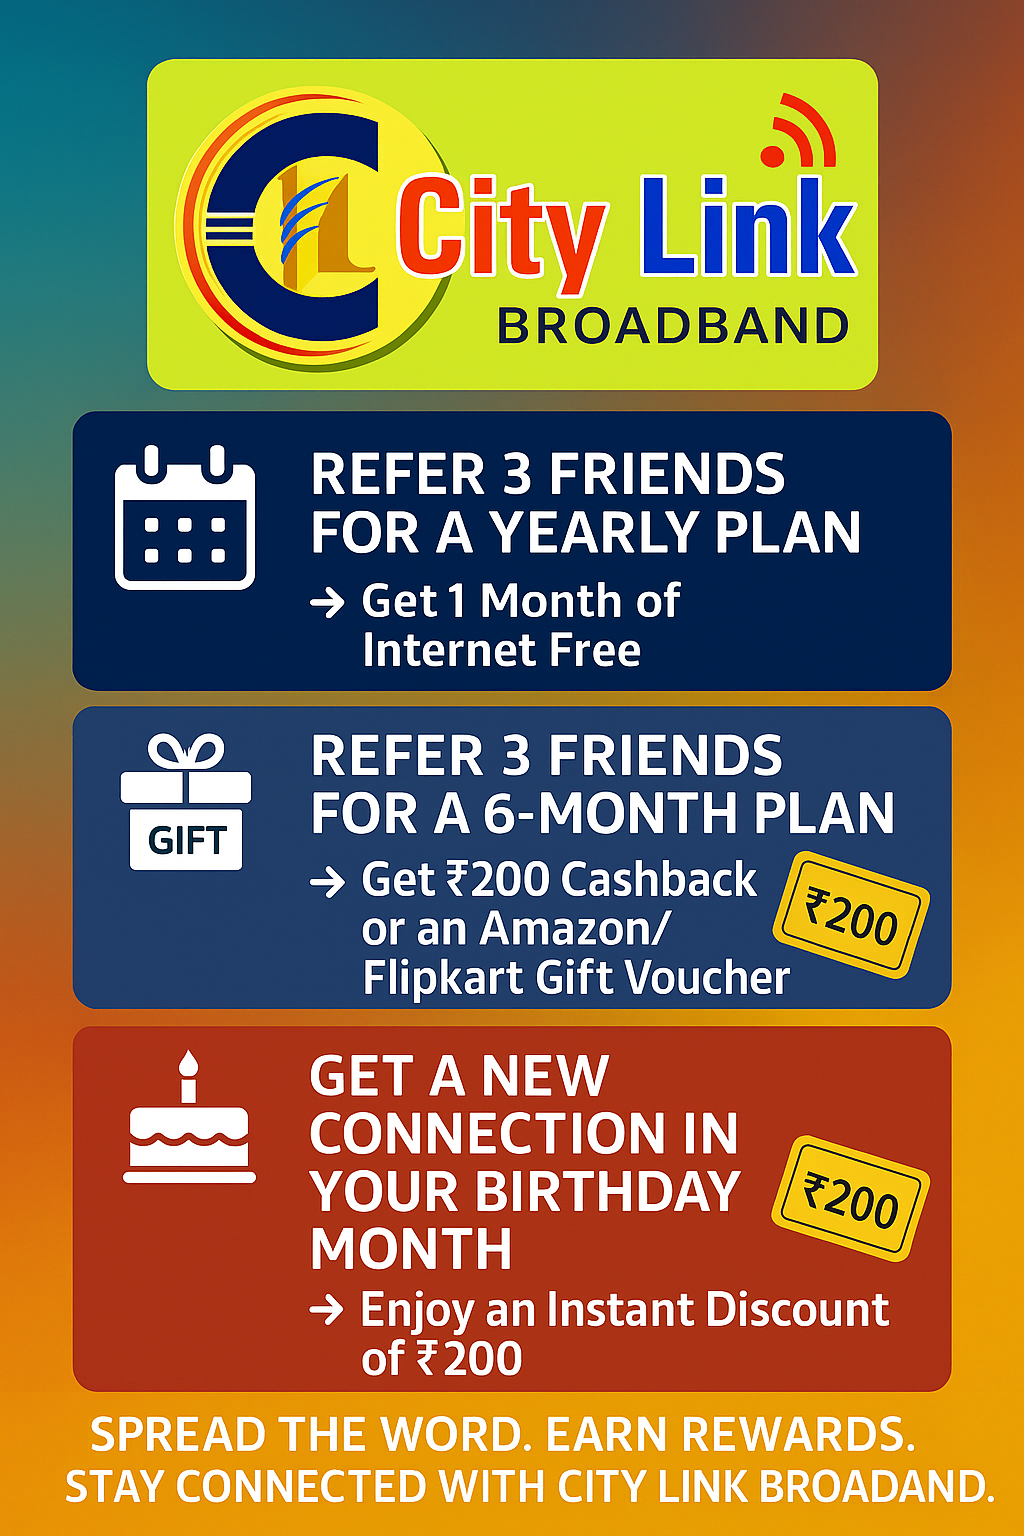 City Link
BROADBAND
REFER 3 FRIENDS
FOR A YEARLY PLAN
→ Get 1 Month of
Internet Free
GIFT
REFER 3 FRIENDS
FOR A 6-MONTH PLAN
→ Get ₹200 Cashback
or an Amazon/
Flipkart Gift Voucher
₹200
GET A NEW
CONNECTION IN
YOUR BIRTHDAY
MONTH
→ Enjoy an Instant Discount
of ₹200
₹200
SPREAD THE WORD. EARN REWARDS.
STAY CONNECTED WITH CITY LINK BROADAND.